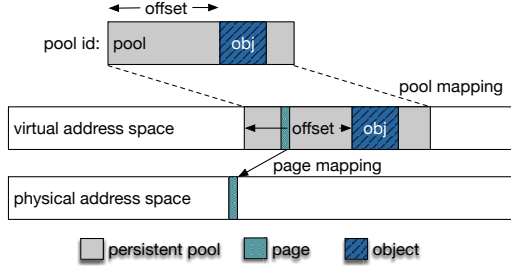 offset
pool id:
pool
obj
pool mapping
virtual address space
offset
obj
page mapping
physical address space
persistent pool
page
object